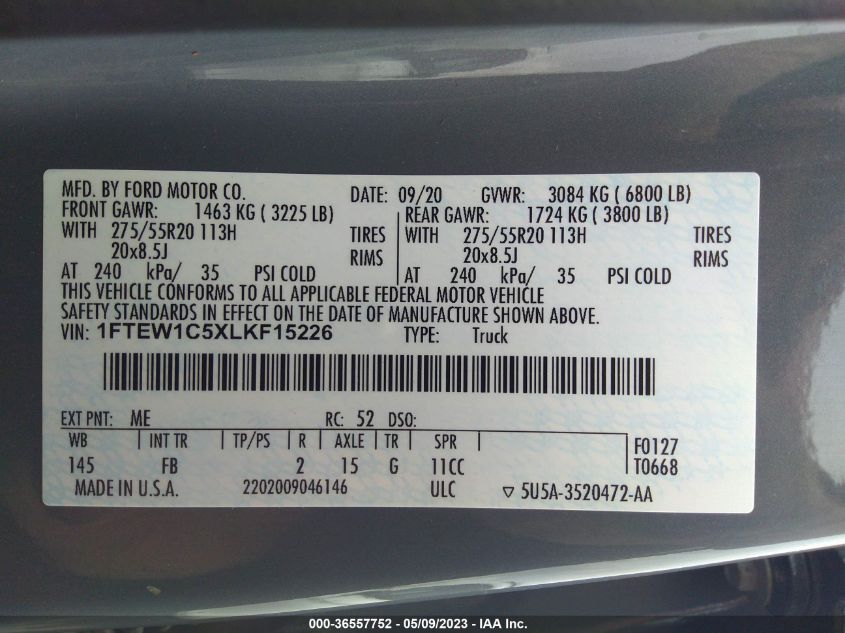 MFD. BY FORD MOTOR CO. DATE: 09/20 GVWR: 3084 KG ( 6800 LB)
FRONT GAWR: 1463 KG ( 3225 LB) REAR GAWR: 1724 KG ( 3800 LB)
WITH 275/55R20 113H TIRES WITH 275/55R20 113H TIRES
20x8.5J RIMS 20x8.5J RIMS
AT 240 kPa/ 35 PSI COLD AT 240 kPa/ 35 PSI COLD
THIS VEHICLE CONFORMS TO ALL APPLICABLE FEDERAL MOTOR VEHICLE
SAFETY STANDARDS IN EFFECT ON THE DATE OF MANUFACTURE SHOWN ABOVE.
VIN: 1FTEW1C5XLKF15226 TYPE: Truck
EXT PNT: ME RC: 52 DSO:
WB INT TR TP/PS R AXLE TR SPR F0127
145 FB 2 15 G 11CC T0668
MADE IN U.S.A. 2202009046146 ULC ▽ 5U5A-3520472-AA
000-36557752 - 05/09/2023 - IAA Inc.